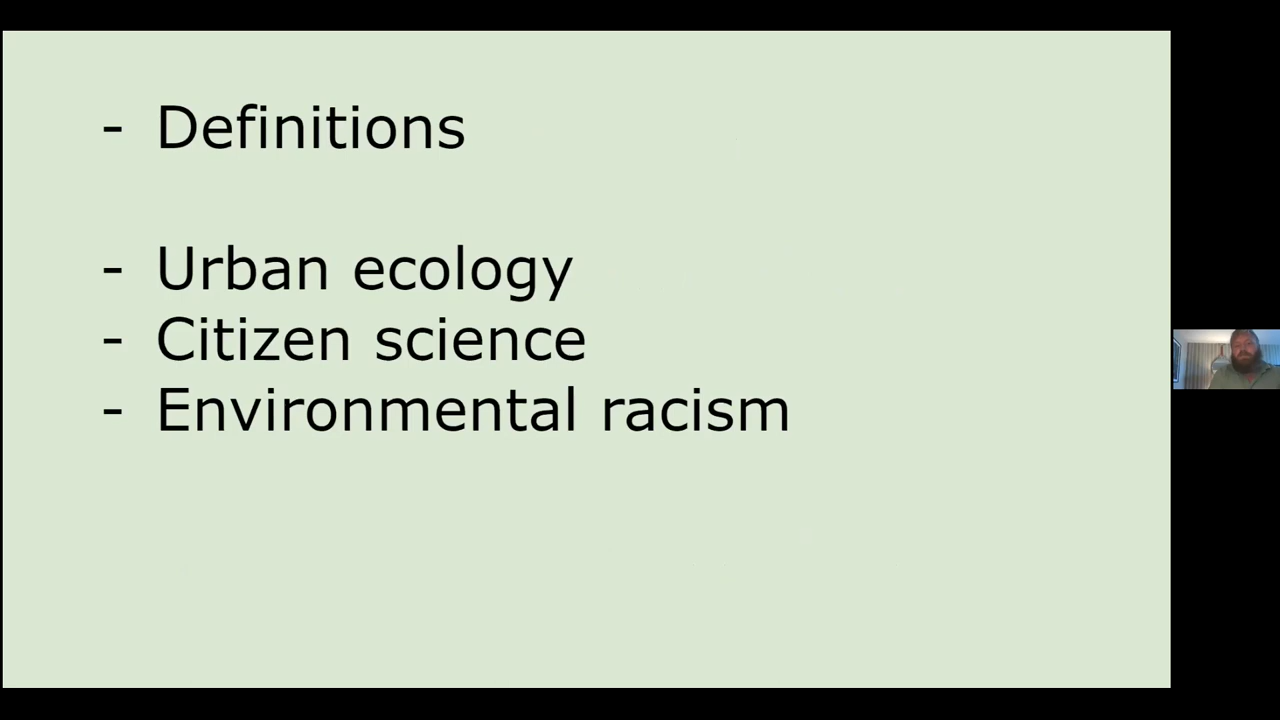 - Definitions
- Urban ecology
- Citizen science
- Environmental racism